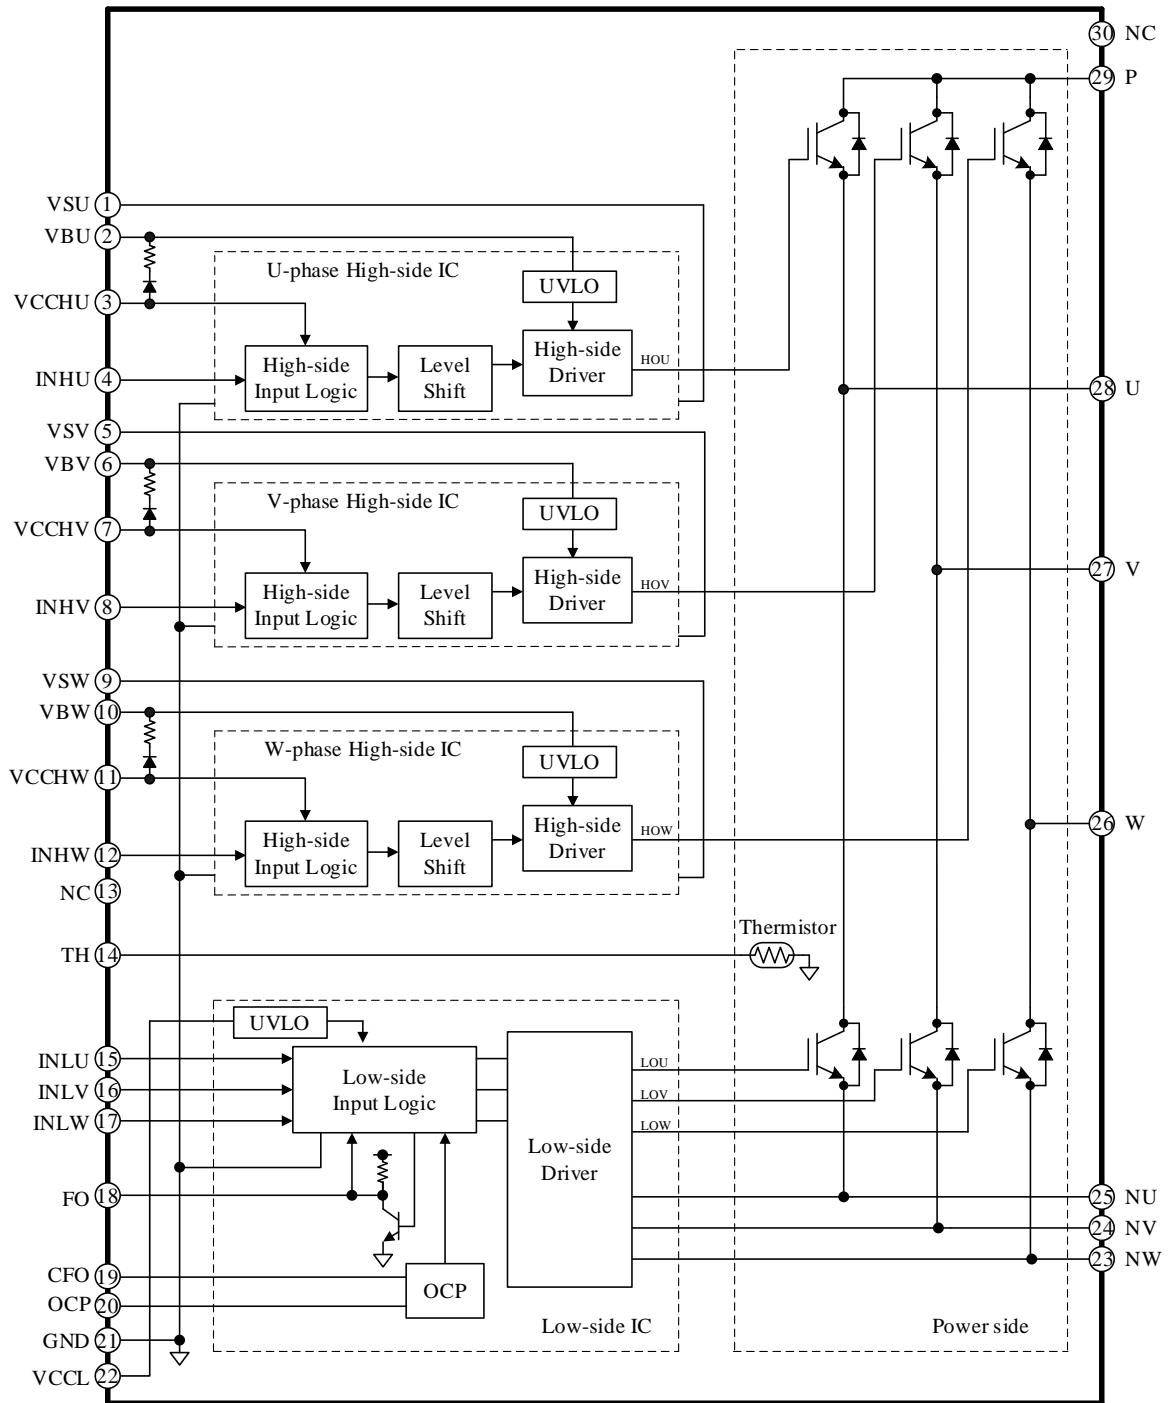 30 NC
29 P
VSU 1
VBU 2
U-phase High-side IC
UVLO
VCCHU 3
High-side
Input Logic
Level
Shift
High-side
Driver
HOU
INHU 4
28 U
VSV 5
VBV 6
V-phase High-side IC
UVLO
VCCHV 7
High-side
Input Logic
Level
Shift
High-side
Driver
HOV
27 V
INHV 8
VSW 9
VBW 10
W-phase High-side IC
UVLO
VCCHW 11
High-side
Input Logic
Level
Shift
High-side
Driver
HOW
26 W
INHW 12
NC 13
Thermistor
TH 14
UVLO
INLU 15
INLV 16
INLW 17
Low-side
Input Logic
LOU
LOV
LOW
Low-side
Driver
FO 18
25 NU
24 NV
23 NW
CFO 19
OCP 20
OCP
GND 21
VCCL 22
Low-side IC
Power side